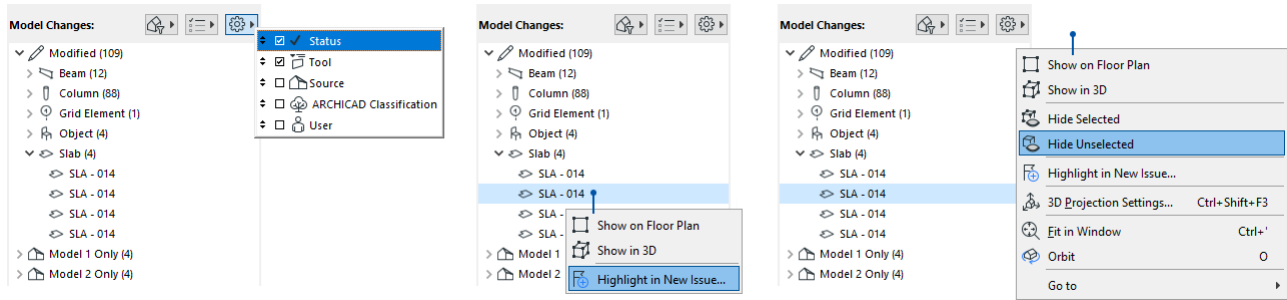 Model Changes:
Modified (109)
Beam (12)
Column (88)
Grid Element (1)
Object (4)
Slab (4)
SLA - 014
SLA - 014
SLA - 014
SLA - 014
Model 1 Only (4)
Model 2 Only (4)
Status
Tool
Source
ARCHICAD Classification
User
Model Changes:
Modified (109)
Beam (12)
Column (88)
Grid Element (1)
Object (4)
Slab (4)
SLA - 014
SLA - 014
SLA -
SLA -
Model 1
Model 2
Show on Floor Plan
Show in 3D
Highlight in New Issue...
Model Changes:
Modified (109)
Beam (12)
Column (88)
Grid Element (1)
Object (4)
Slab (4)
SLA - 014
SLA - 014
SLA - 014
SLA - 014
Model 1 Only (4)
Model 2 Only (4)
Show on Floor Plan
Show in 3D
Hide Selected
Hide Unselected
Highlight in New Issue...
3D Projection Settings... Ctrl+Shift+F3
Fit in Window Ctrl+'
Orbit O
Go to